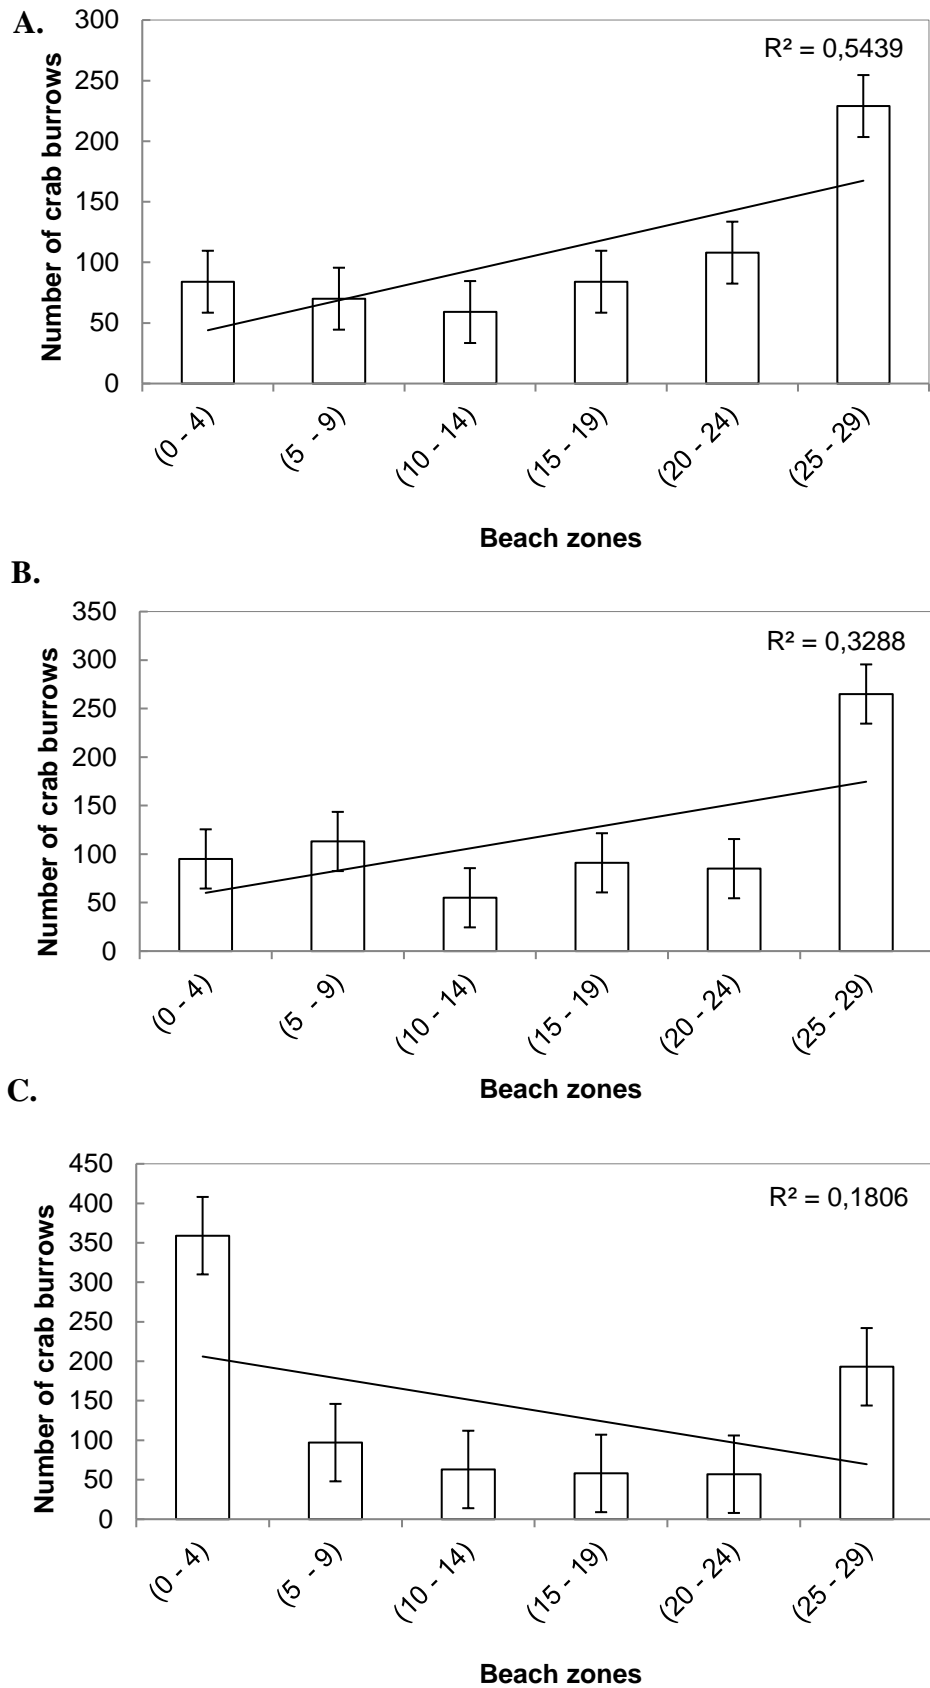 A.
300
250
200
150
100
50
0
Number of crab burrows
R² = 0,5439
(0 - 4)
(5 - 9)
(10 - 14)
(15 - 19)
(20 - 24)
(25 - 29)
Beach zones
B.
350
300
250
200
150
100
50
0
Number of crab burrows
R² = 0,3288
(0 - 4)
(5 - 9)
(10 - 14)
(15 - 19)
(20 - 24)
(25 - 29)
Beach zones
C.
450
400
350
300
250
200
150
100
50
0
Number of crab burrows
R² = 0,1806
(0 - 4)
(5 - 9)
(10 - 14)
(15 - 19)
(20 - 24)
(25 - 29)
Beach zones